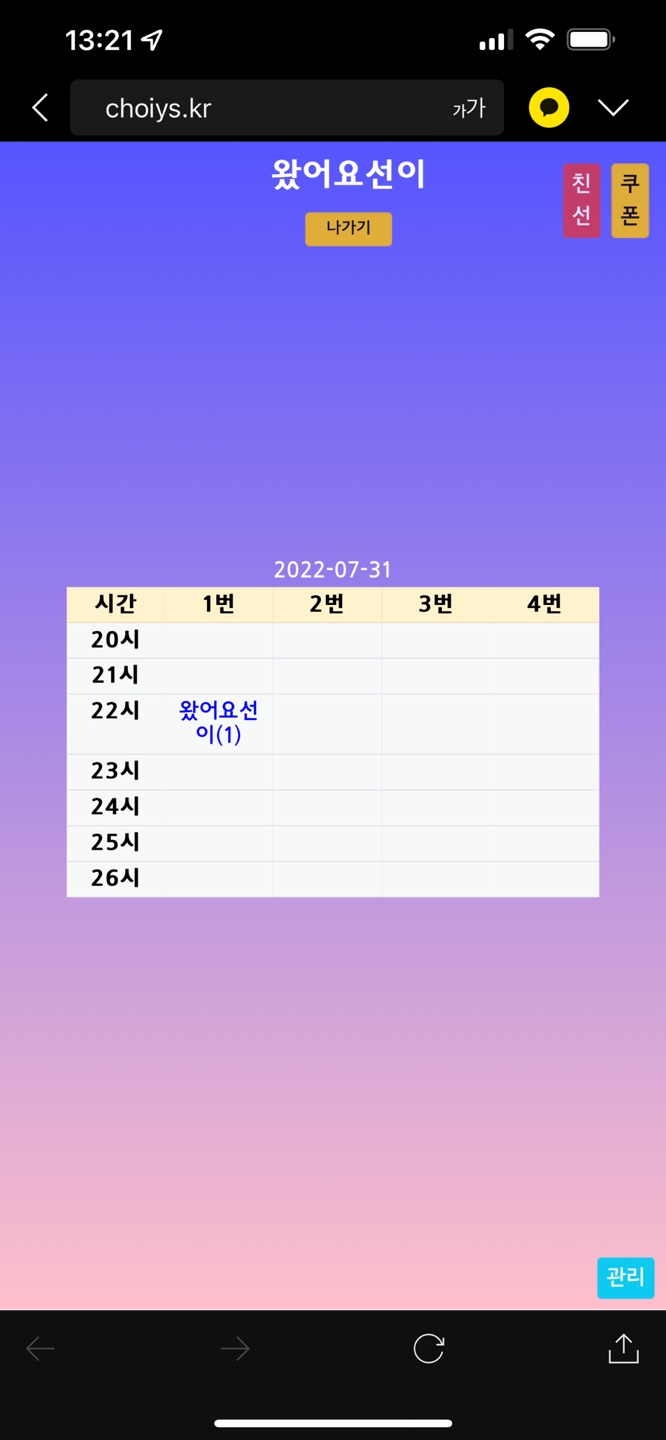 13:21
choiys.kr 가가
왔어요선이
친
선
쿠
폰
나가기
2022-07-31
시간 1번 2번 3번 4번
20시
21시
22시 왔어요선
이(1)
23시
24시
25시
26시
관리